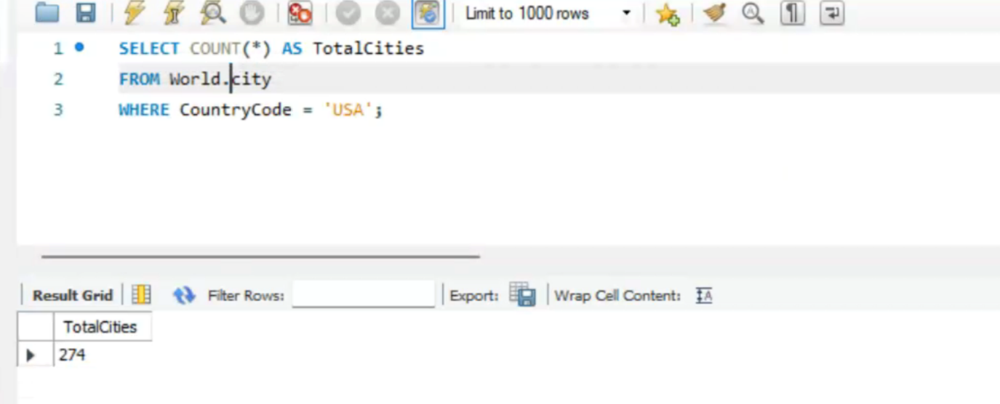 Limit to 1000 rows
1 SELECT COUNT(*) AS TotalCities
2 FROM World.city
3 WHERE CountryCode = 'USA';
Result Grid Filter Rows: Export: Wrap Cell Content:
TotalCities
274